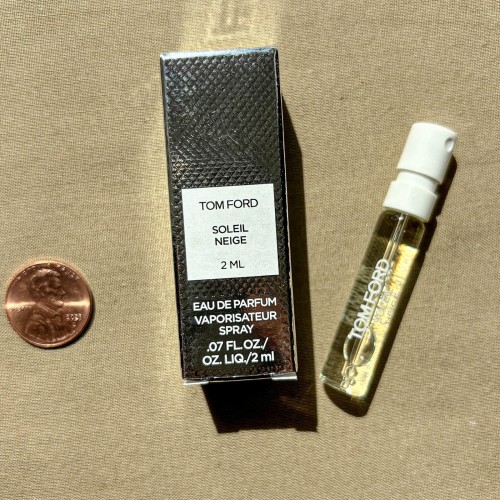 TOM FORD
SOLEIL
NEIGE
2 ML
EAU DE PARFUM
VAPORISATEUR
SPRAY
.07 FL.OZ./
OZ. LIQ./2 ml
TOM FORD